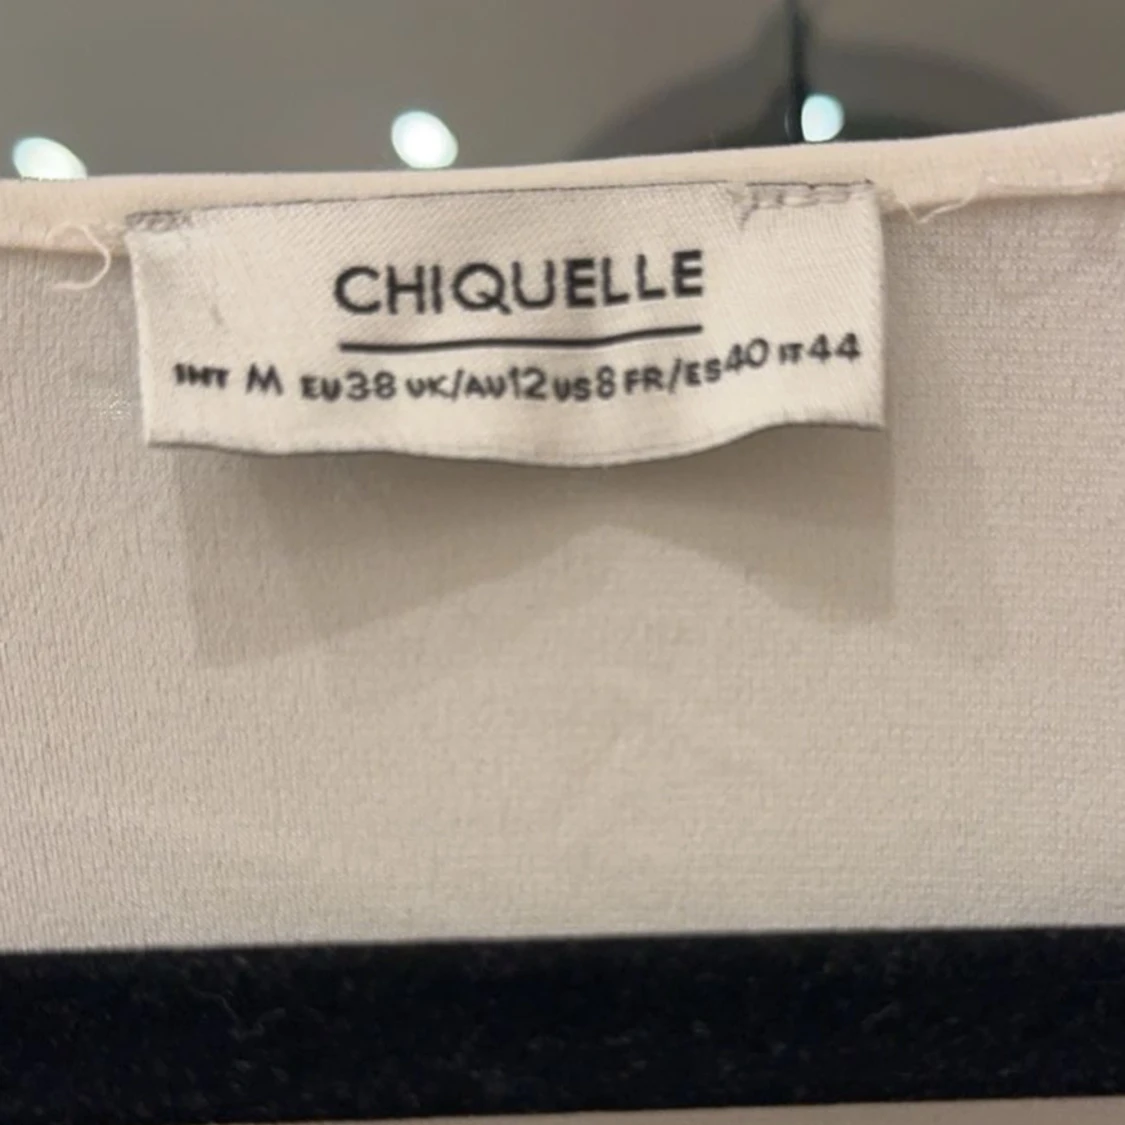 CHIQUELLE
INT M EU38 UK/AU12 US8 FR/ES40 IT44